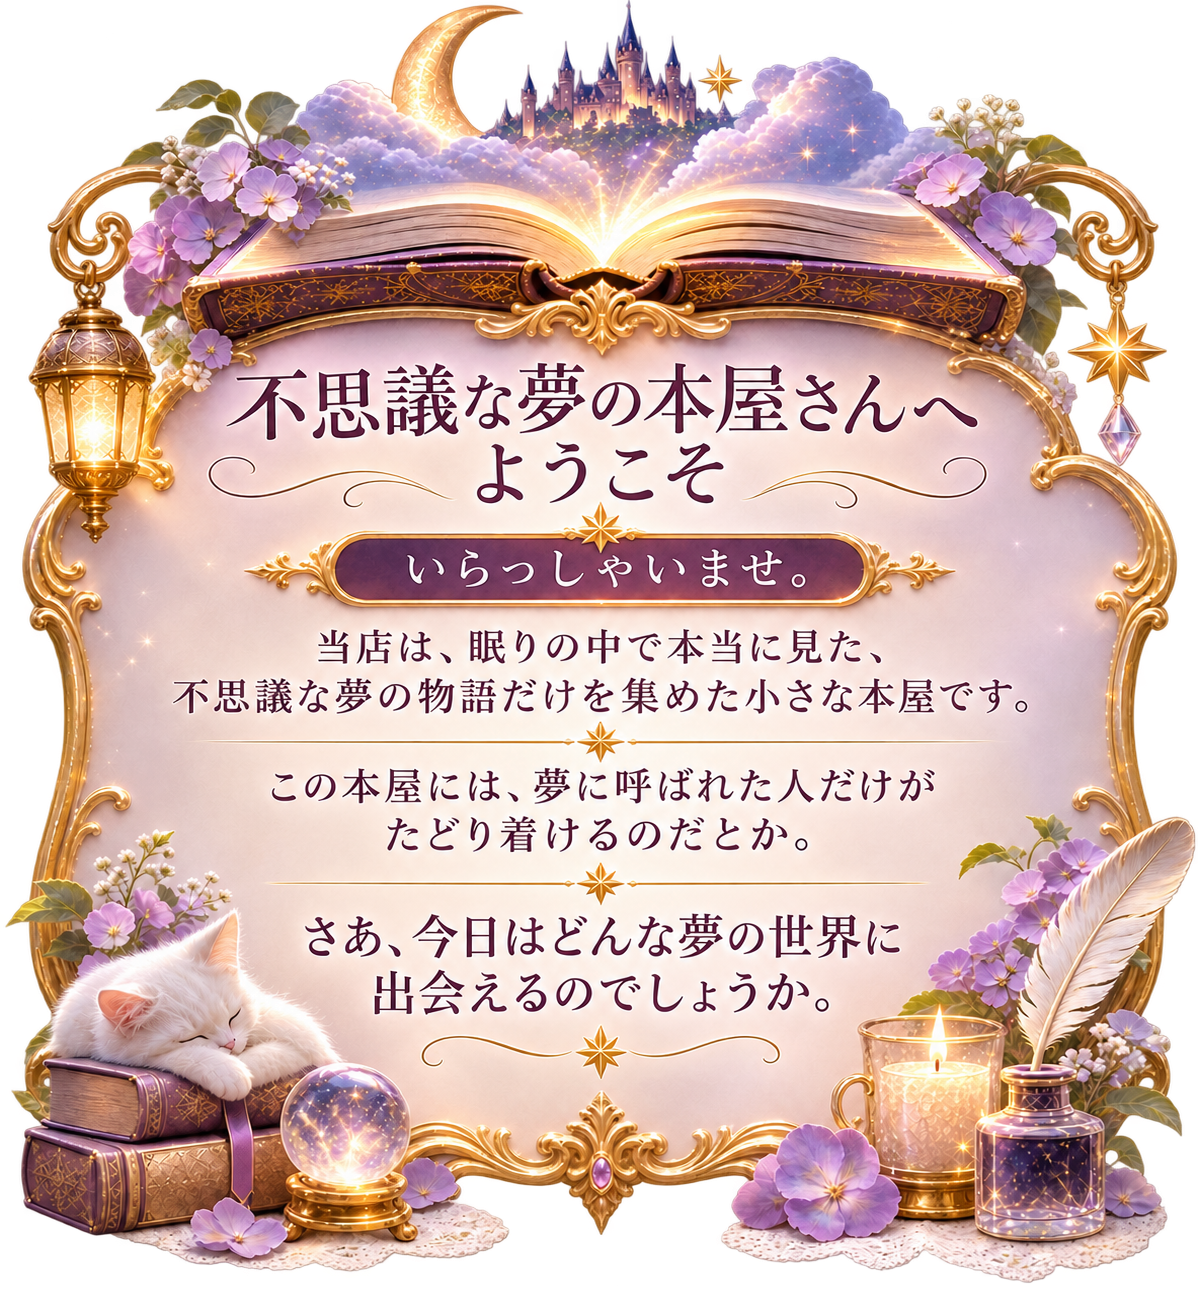 不思議な夢の本屋さんへ
ようこそ
いらっしゃいませ。
当店は、眠りの中で本当に見た、
不思議な夢の物語だけを集めた小さな本屋です。
この本屋には、夢に呼ばれた人だけが
たどり着けるのだとか。
さあ、今日はどんな夢の世界に
出会えるのでしょうか。